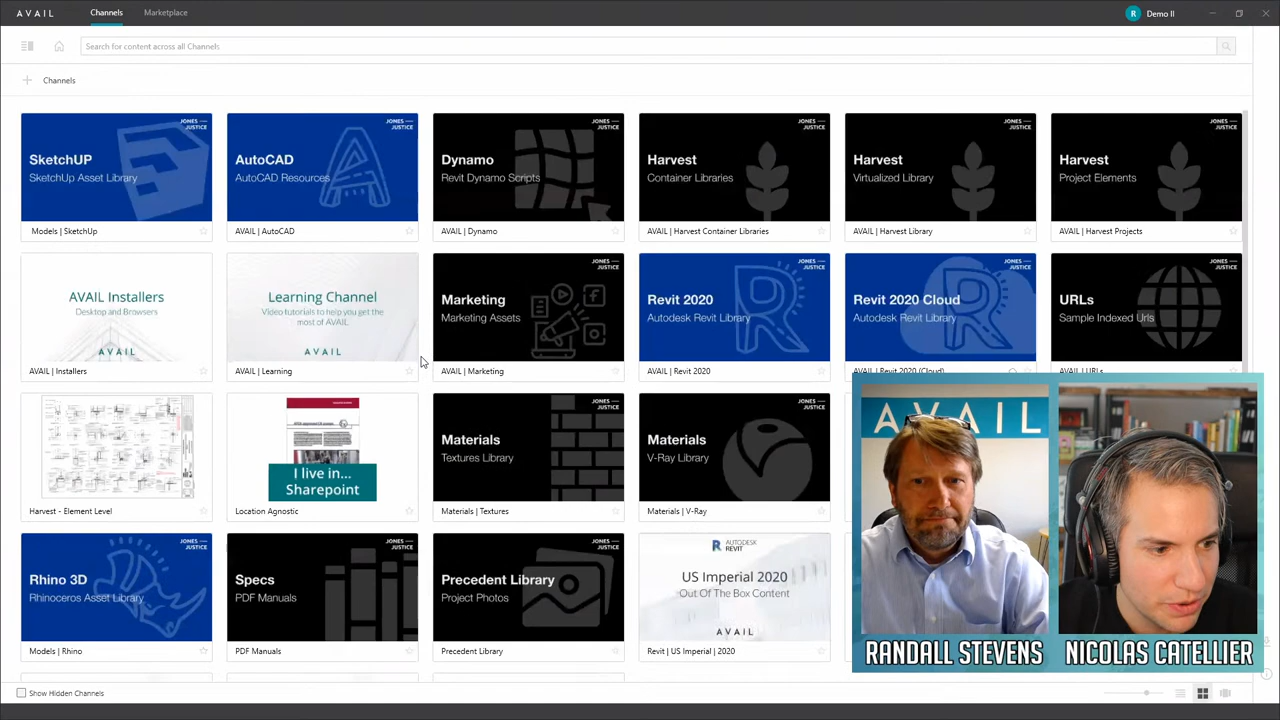 AVAIL
Channels
Marketplace
R
Demo II
Search for content across all Channels
Channels
JONES—
JUSTICE
SketchUP
SketchUp Asset Library
Models | SketchUp
JONES—
JUSTICE
AutoCAD
AutoCAD Resources
AVAIL | AutoCAD
JONES—
JUSTICE
Dynamo
Revit Dynamo Scripts
AVAIL | Dynamo
JONES—
JUSTICE
Harvest
Container Libraries
AVAIL | Harvest Container Libraries
JONES—
JUSTICE
Harvest
Virtualized Library
AVAIL | Harvest Library
JONES—
JUSTICE
Harvest
Project Elements
AVAIL | Harvest Projects
AVAIL Installers
Desktop and Browsers
AVAIL
AVAIL | Installers
Learning Channel
Video tutorials to help you get the
most of AVAIL
AVAIL
AVAIL | Learning
JONES—
JUSTICE
Marketing
Marketing Assets
AVAIL | Marketing
JONES—
JUSTICE
Revit 2020
Autodesk Revit Library
AVAIL | Revit 2020
JONES—
JUSTICE
Revit 2020 Cloud
Autodesk Revit Library
AVAIL | Revit 2020 (Cloud)
JONES—
JUSTICE
URLs
Sample Indexed Urls
AVAIL | URLs
Harvest - Element Level
I live in...
Sharepoint
Location Agnostic
JONES—
JUSTICE
Materials
Textures Library
Materials | Textures
JONES—
JUSTICE
Materials
V-Ray Library
Materials | V-Ray
JONES—
JUSTICE
Rhino 3D
Rhinoceros Asset Library
Models | Rhino
JONES—
JUSTICE
Specs
PDF Manuals
PDF Manuals
JONES—
JUSTICE
Precedent Library
Project Photos
Precedent Library
R AUTODESK
REVIT
US Imperial 2020
Out Of The Box Content
AVAIL
Revit | US Imperial | 2020
AVAIL
RANDALL STEVENS
NICOLAS CATELLIER
Show Hidden Channels